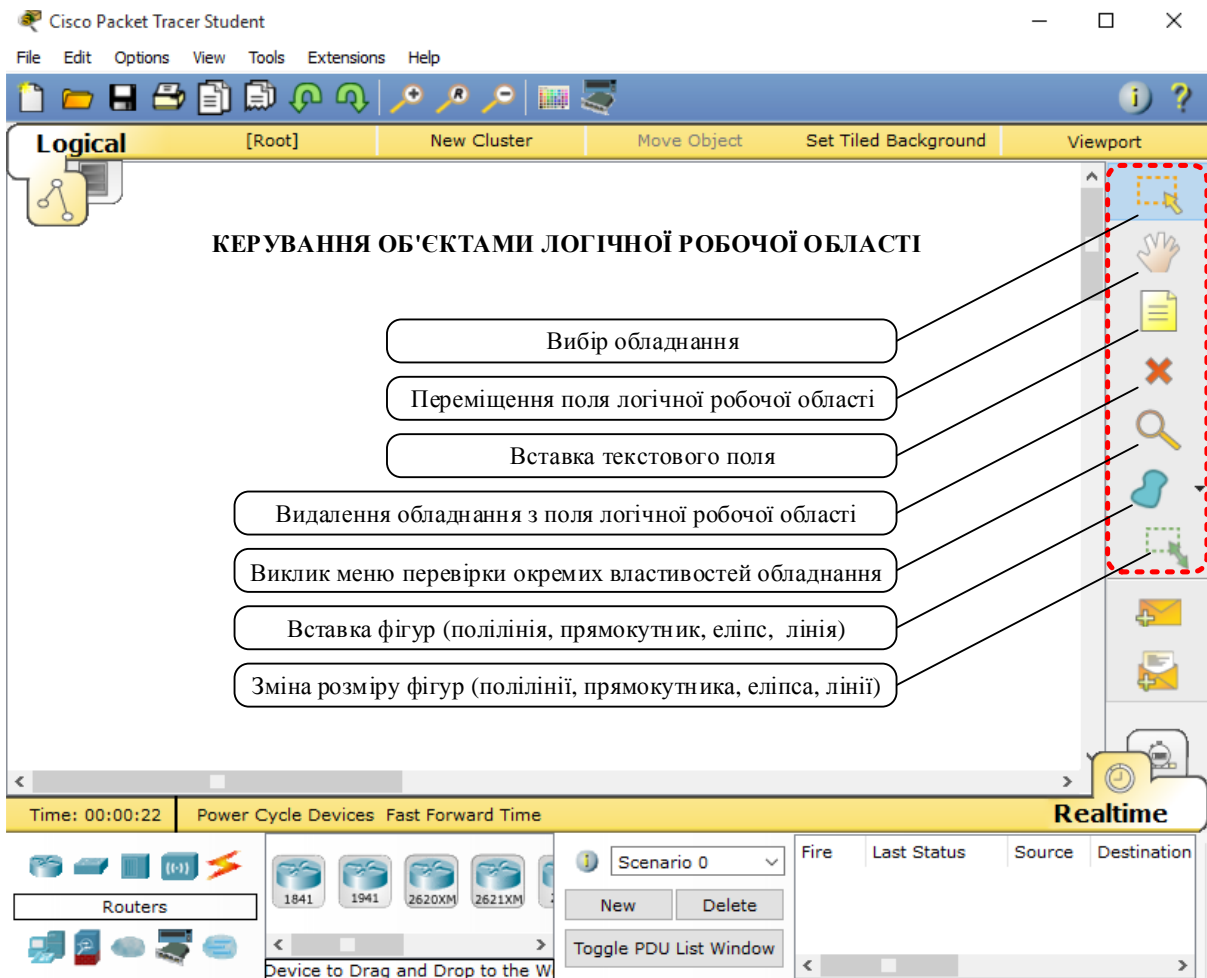 Cisco Packet Tracer Student
File Edit Options View Tools Extensions Help
Logical [Root] New Cluster Move Object Set Tiled Background Viewport
КЕРУВАННЯ ОБ'ЄКТАМИ ЛОГІЧНОЇ РОБОЧОЇ ОБЛАСТІ
Вибір обладнання
Переміщення поля логічної робочої області
Вставка текстового поля
Видалення обладнання з поля логічної робочої області
Виклик меню перевірки окремих властивостей обладнання
Вставка фігур (полілінія, прямокутник, еліпс, лінія)
Зміна розміру фігур (полілінії, прямокутника, еліпса, лінії)
Time: 00:00:22 Power Cycle Devices Fast Forward Time Realtime
Routers
1841 1941 2620XM 2621XM
Device to Drag and Drop to the
Scenario 0
New Delete
Toggle PDU List Window
Fire Last Status Source Destination